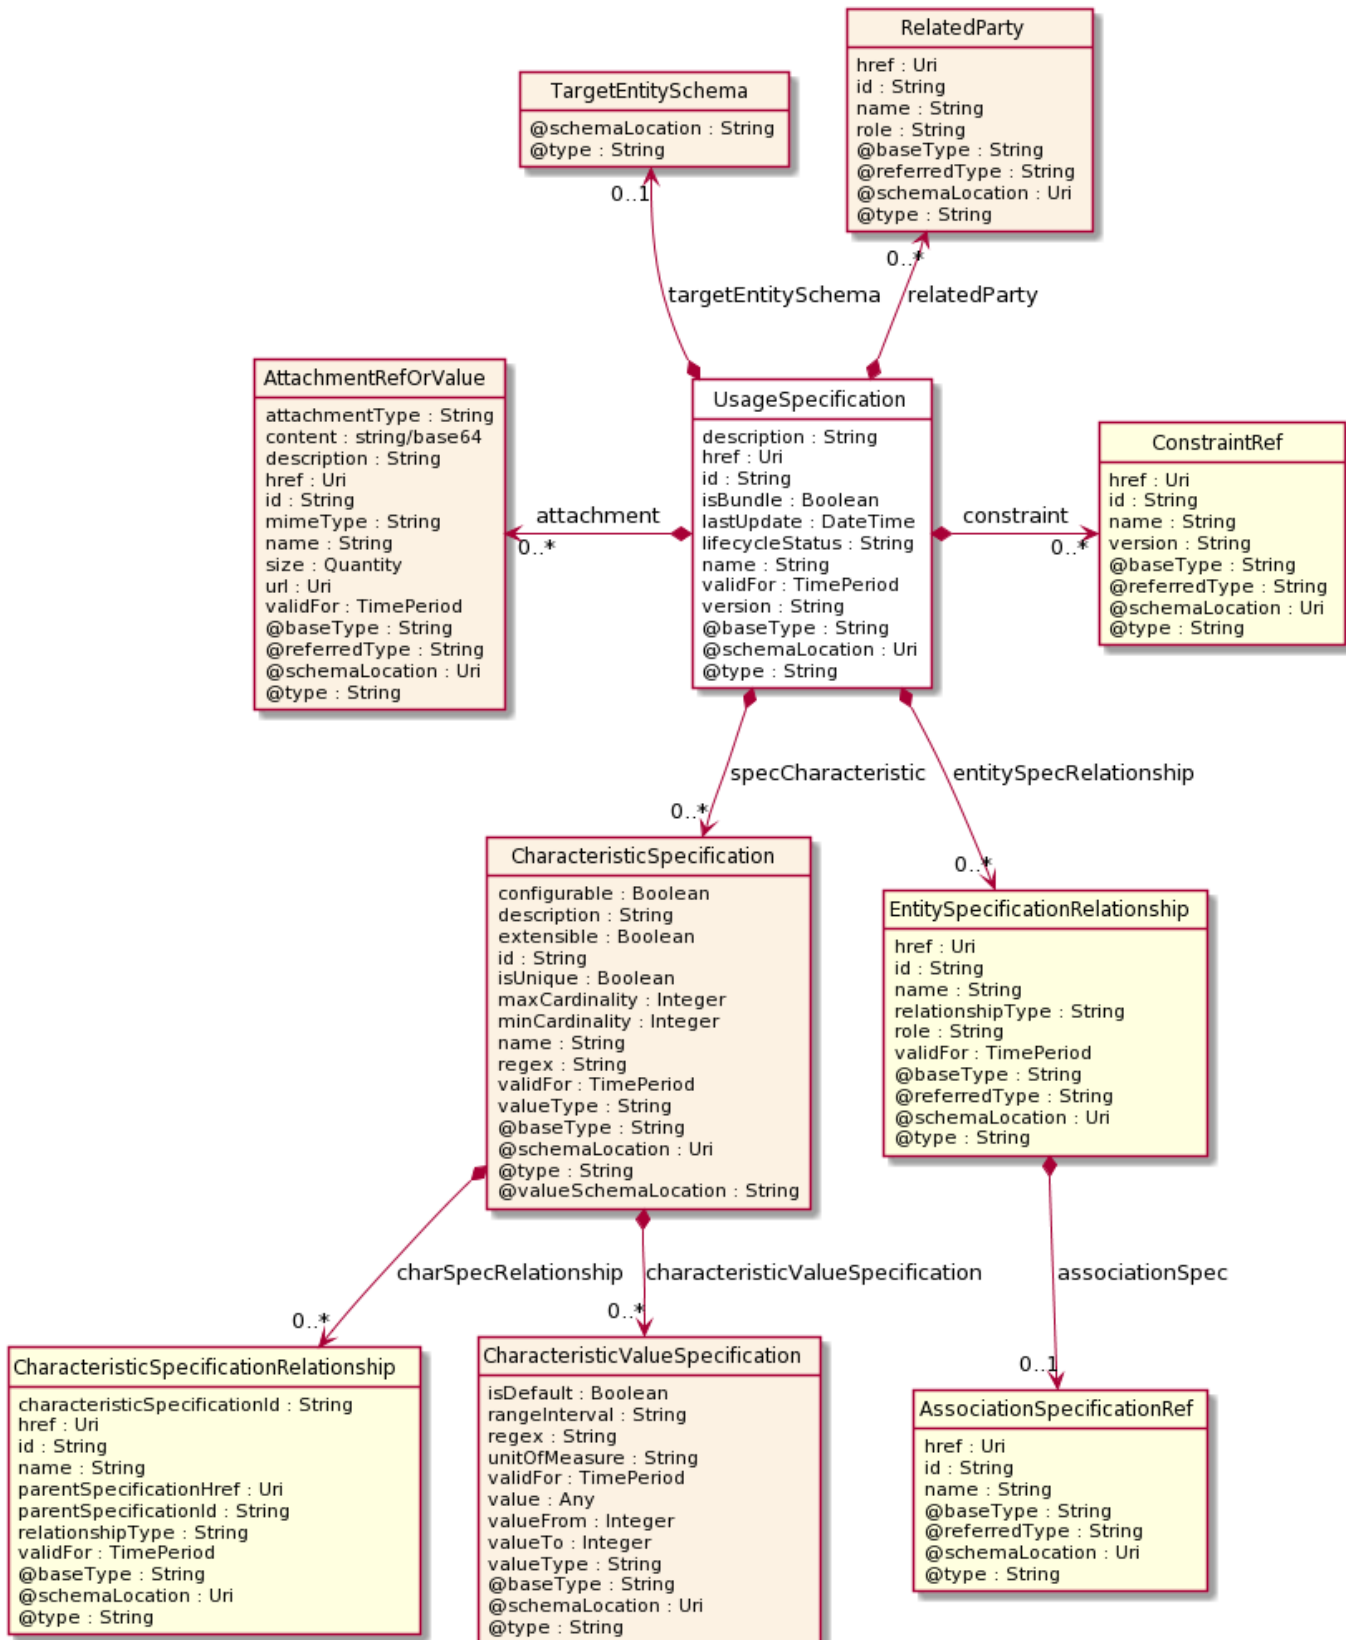 RelatedParty
href : Uri
id : String
name : String
role : String
@baseType : String
@referredType : String
@schemaLocation : Uri
@type : String
TargetEntitySchema
@schemaLocation : String
@type : String
0..1
0..*
targetEntitySchema
relatedParty
AttachmentRefOrValue
attachmentType : String
content : string/base64
description : String
href : Uri
id : String
mimeType : String
name : String
size : Quantity
url : Uri
validFor : TimePeriod
@baseType : String
@referredType : String
@schemaLocation : Uri
@type : String
attachment
0..*
UsageSpecification
description : String
href : Uri
id : String
isBundle : Boolean
lastUpdate : DateTime
lifecycleStatus : String
name : String
validFor : TimePeriod
version : String
@baseType : String
@schemaLocation : Uri
@type : String
constraint
0..*
ConstraintRef
href : Uri
id : String
name : String
version : String
@baseType : String
@referredType : String
@schemaLocation : Uri
@type : String
specCharacteristic
0..*
entitySpecRelationship
0..*
CharacteristicSpecification
configurable : Boolean
description : String
extensible : Boolean
id : String
isUnique : Boolean
maxCardinality : Integer
minCardinality : Integer
name : String
regex : String
validFor : TimePeriod
valueType : String
@baseType : String
@schemaLocation : Uri
@type : String
@valueSchemaLocation : String
EntitySpecificationRelationship
href : Uri
id : String
name : String
relationshipType : String
role : String
validFor : TimePeriod
@baseType : String
@referredType : String
@schemaLocation : Uri
@type : String
charSpecRelationship
0..*
characteristicValueSpecification
0..*
associationSpec
0..1
CharacteristicSpecificationRelationship
characteristicSpecificationId : String
href : Uri
id : String
name : String
parentSpecificationHref : Uri
parentSpecificationId : String
relationshipType : String
validFor : TimePeriod
@baseType : String
@schemaLocation : Uri
@type : String
CharacteristicValueSpecification
isDefault : Boolean
rangeInterval : String
regex : String
unitOfMeasure : String
validFor : TimePeriod
value : Any
valueFrom : Integer
valueTo : Integer
valueType : String
@baseType : String
@schemaLocation : Uri
@type : String
AssociationSpecificationRef
href : Uri
id : String
name : String
@baseType : String
@referredType : String
@schemaLocation : Uri
@type : String